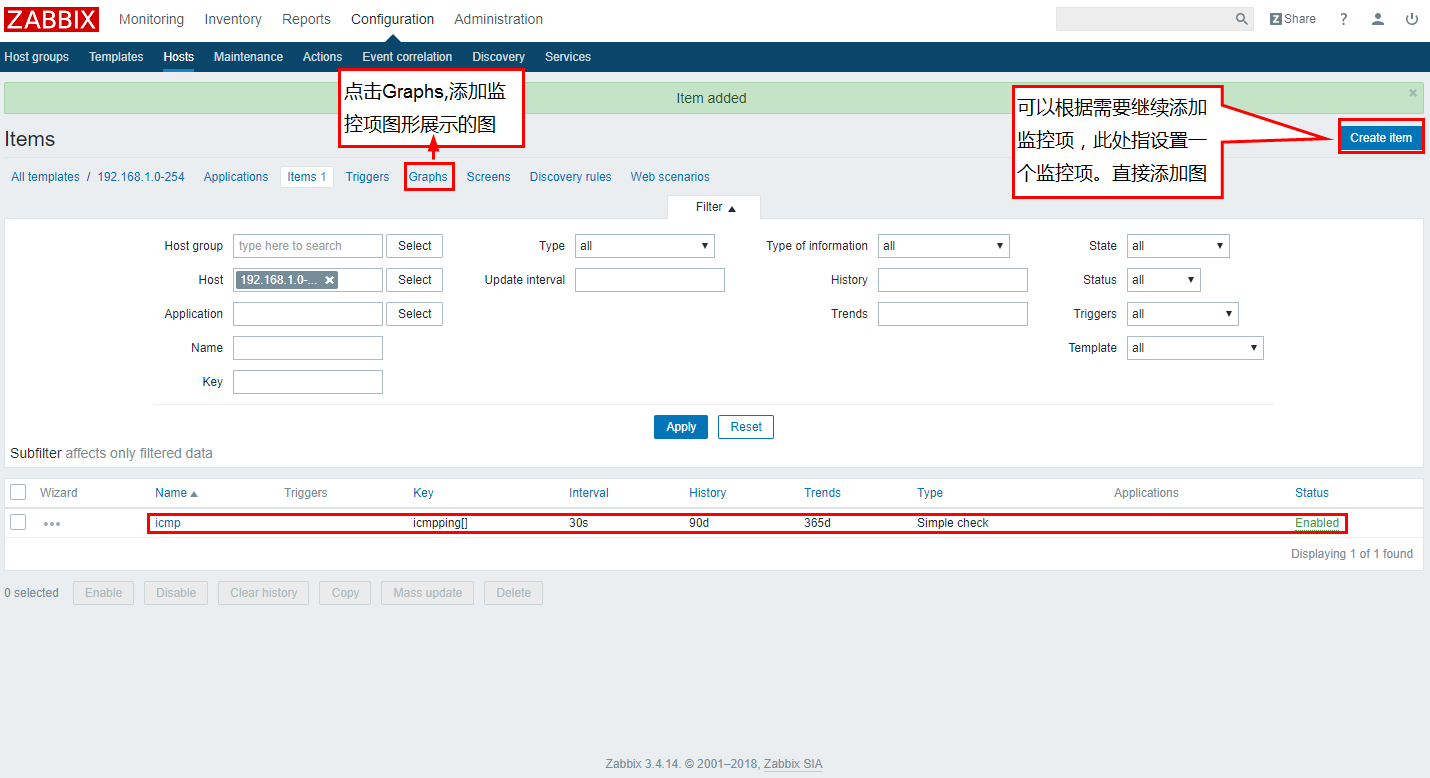 ZABBIX Monitoring Inventory Reports Configuration Administration Z Share ?
Host groups Templates Hosts Maintenance Actions Event correlation Discovery Services
点击Graphs,添加监
控项图形展示的图
Item added
可以根据需要继续添加
监控项，此处指设置一
个监控项。直接添加图
Items
Create item
All templates / 192.168.1.0-254 Applications Items 1 Triggers Graphs Screens Discovery rules Web scenarios
Filter ▲
Host group type here to search Select Type all Type of information all State all
Host 192.168.1.0-... Select Update interval History Status all
Application Select Trends Triggers all
Name Template all
Key
Apply Reset
Subfilter affects only filtered data
Wizard Name Triggers Key Interval History Trends Type Applications Status
icmp icmpping[] 30s 90d 365d Simple check Enabled
Displaying 1 of 1 found
0 selected Enable Disable Clear history Copy Mass update Delete
Zabbix 3.4.14. © 2001–2018, Zabbix SIA